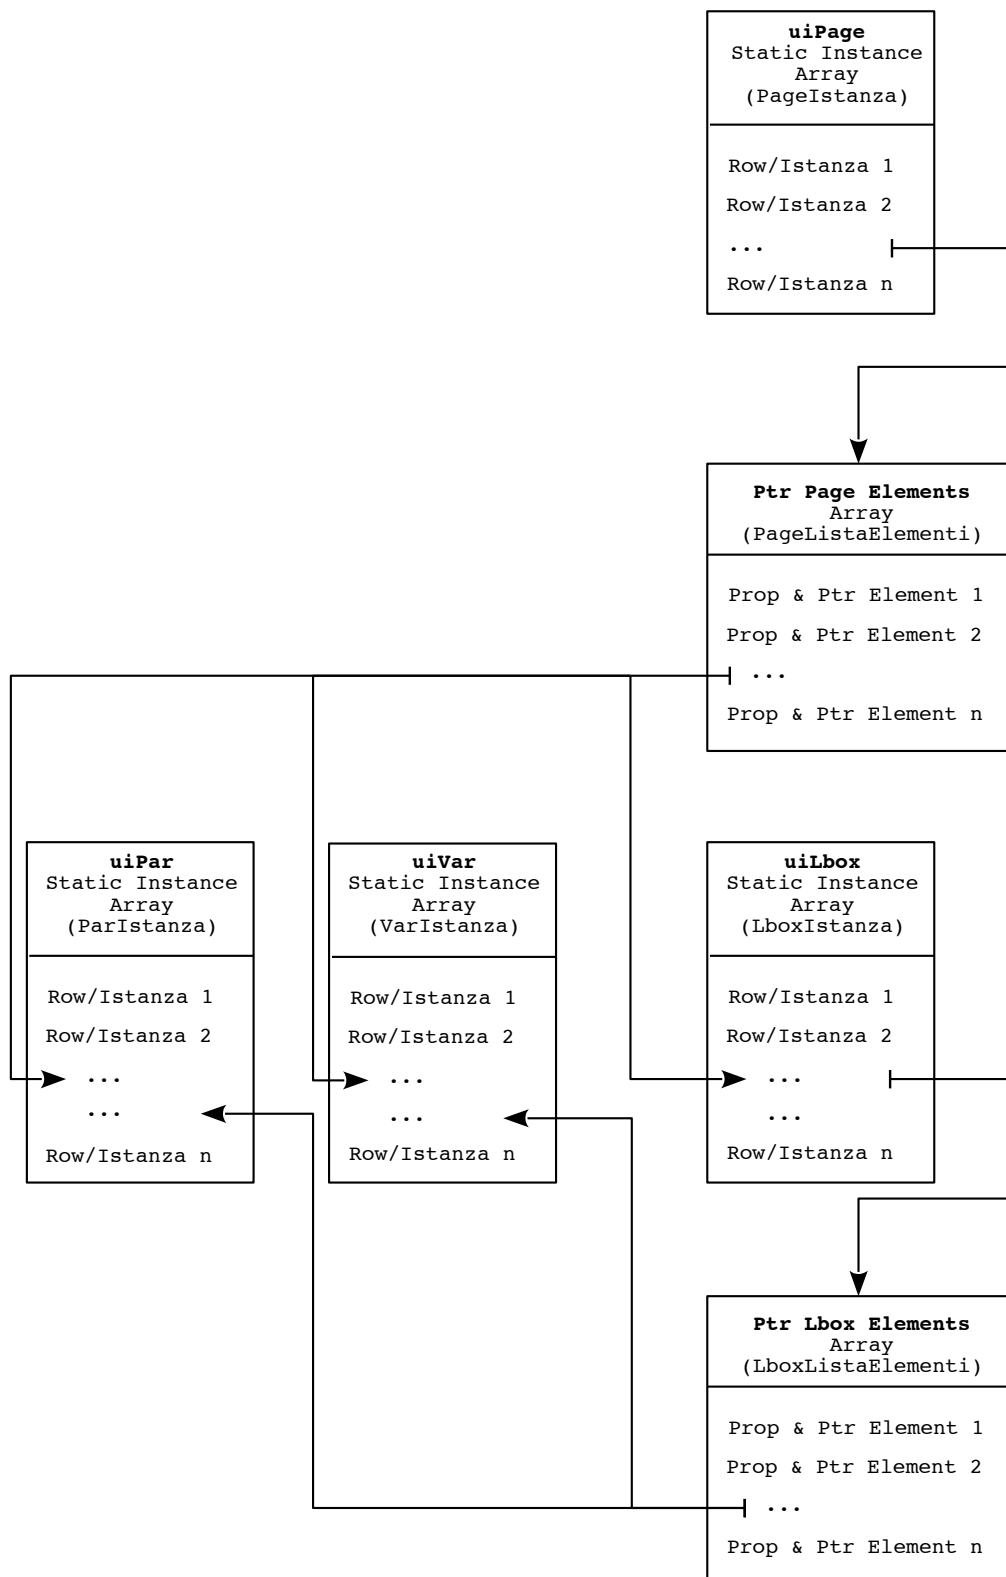 uiPage
Static Instance
Array
(PageIstanza)
Row/Istanza 1
Row/Istanza 2
...
Row/Istanza n
Ptr Page Elements
Array
(PageListaElementi)
Prop & Ptr Element 1
Prop & Ptr Element 2
...
Prop & Ptr Element n
uiPar
Static Instance
Array
(ParIstanza)
Row/Istanza 1
Row/Istanza 2
...
...
Row/Istanza n
uiVar
Static Instance
Array
(VarIstanza)
Row/Istanza 1
Row/Istanza 2
...
...
Row/Istanza n
uiLbox
Static Instance
Array
(LboxIstanza)
Row/Istanza 1
Row/Istanza 2
...
...
Row/Istanza n
Ptr Lbox Elements
Array
(LboxListaElementi)
Prop & Ptr Element 1
Prop & Ptr Element 2
...
Prop & Ptr Element n